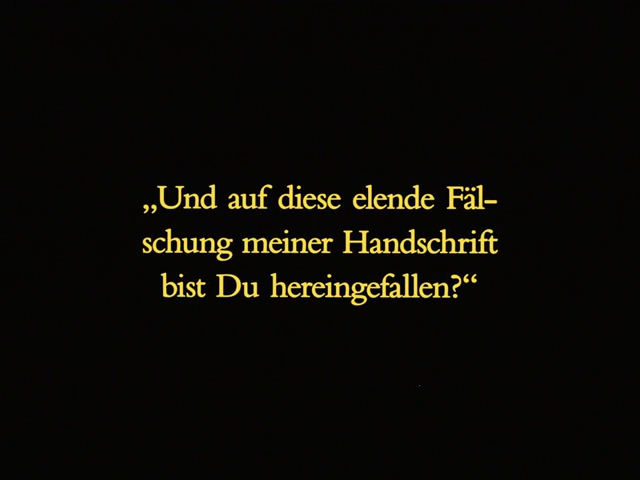 „Und auf diese elende Fäl-
schung meiner Handschrift
bist Du hereingefallen?“